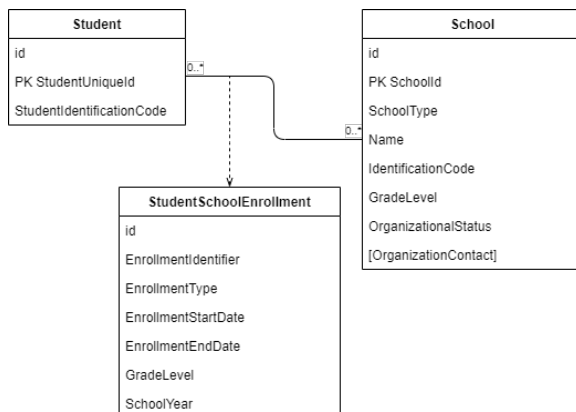 Student
id
PK StudentUniqueId
StudentIdentificationCode
0..*
School
id
PK SchoolId
SchoolType
Name
IdentificationCode
GradeLevel
OrganizationalStatus
[OrganizationContact]
0..*
StudentSchoolEnrollment
id
EnrollmentIdentifier
EnrollmentType
EnrollmentStartDate
EnrollmentEndDate
GradeLevel
SchoolYear